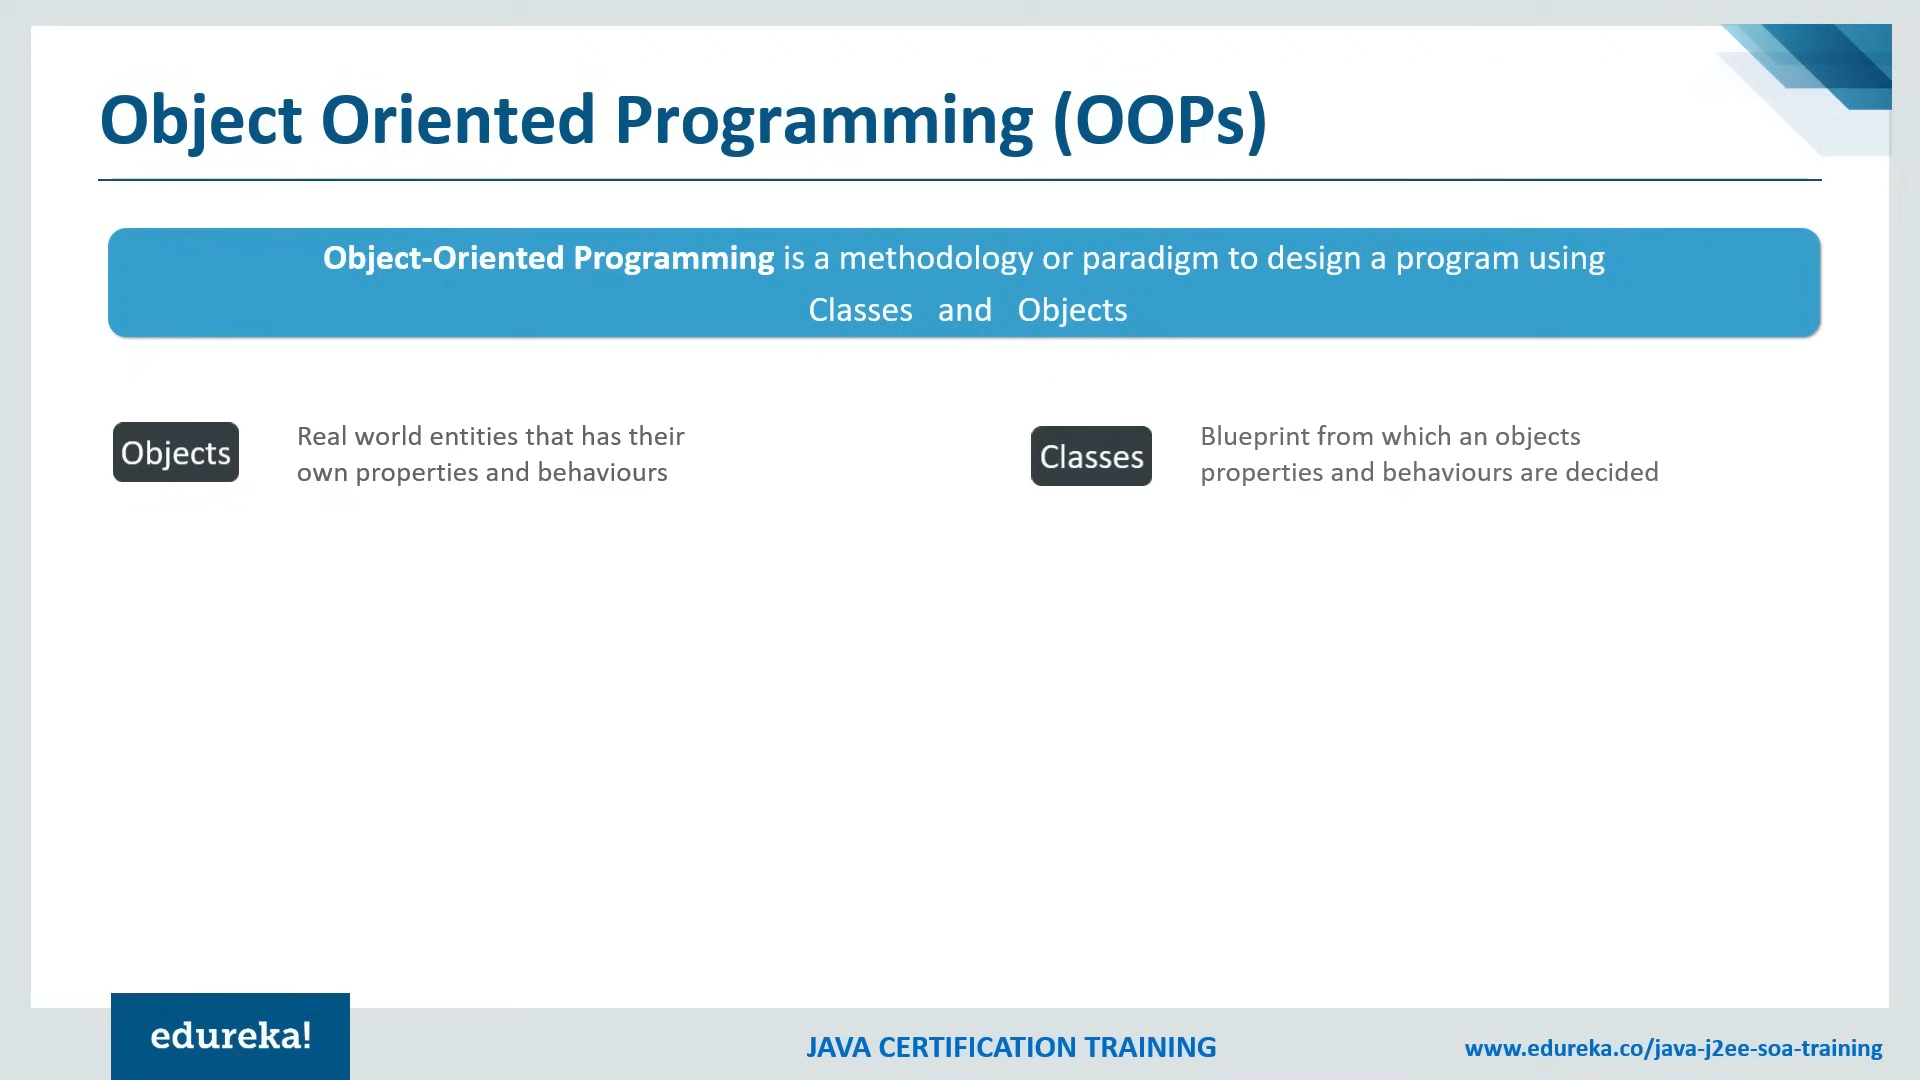 Object Oriented Programming (OOPs)
Object-Oriented Programming is a methodology or paradigm to design a program using
Classes and Objects
Objects
Real world entities that has their
own properties and behaviours
Classes
Blueprint from which an objects
properties and behaviours are decided
edureka!
JAVA CERTIFICATION TRAINING
www.edureka.co/java-j2ee-soa-training